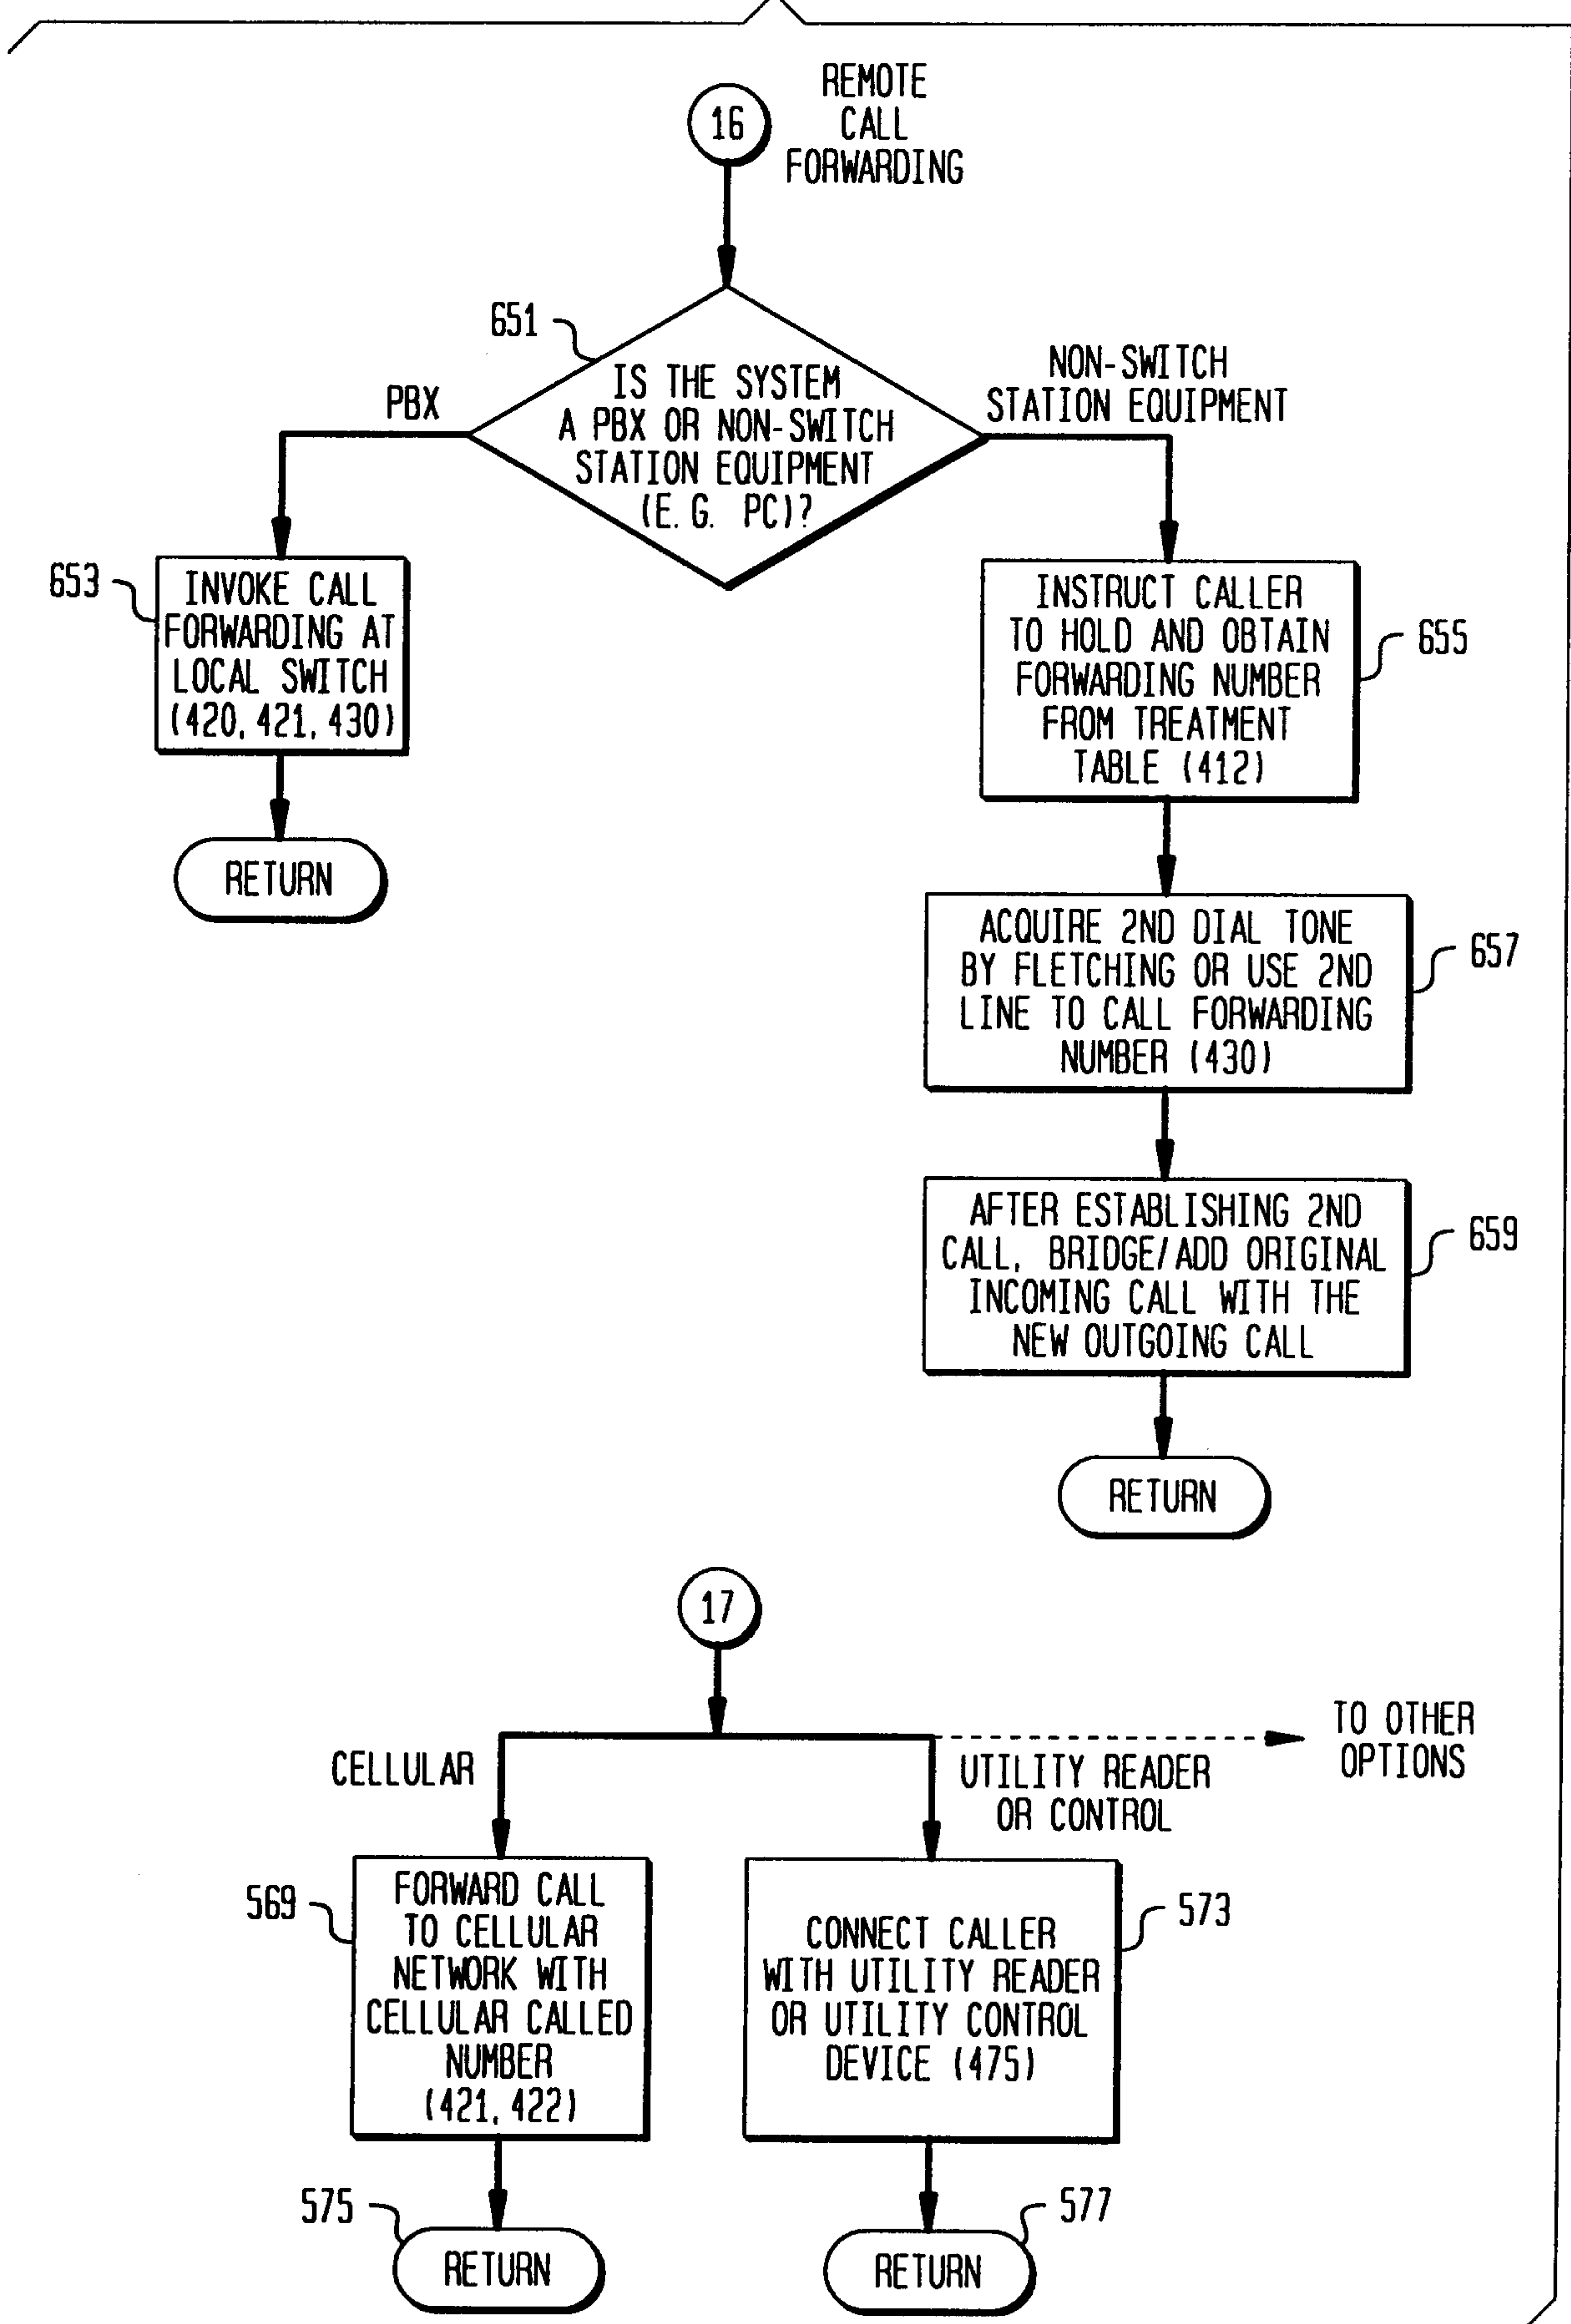 16
REMOTE
CALL
FORWARDING
651
IS THE SYSTEM
A PBX OR NON-SWITCH
STATION EQUIPMENT
(E.G. PC)?
PBX
NON-SWITCH
STATION EQUIPMENT
653
INVOKE CALL
FORWARDING AT
LOCAL SWITCH
(420, 421, 430)
RETURN
INSTRUCT CALLER
TO HOLD AND OBTAIN
FORWARDING NUMBER
FROM TREATMENT
TABLE (412)
655
ACQUIRE 2ND DIAL TONE
BY FLETCHING OR USE 2ND
LINE TO CALL FORWARDING
NUMBER (430)
657
AFTER ESTABLISHING 2ND
CALL, BRIDGE/ADD ORIGINAL
INCOMING CALL WITH THE
NEW OUTGOING CALL
659
RETURN
17
CELLULAR
UTILITY READER
OR CONTROL
TO OTHER
OPTIONS
569
FORWARD CALL
TO CELLULAR
NETWORK WITH
CELLULAR CALLED
NUMBER
(421, 422)
CONNECT CALLER
WITH UTILITY READER
OR UTILITY CONTROL
DEVICE (475)
573
575
RETURN
577
RETURN